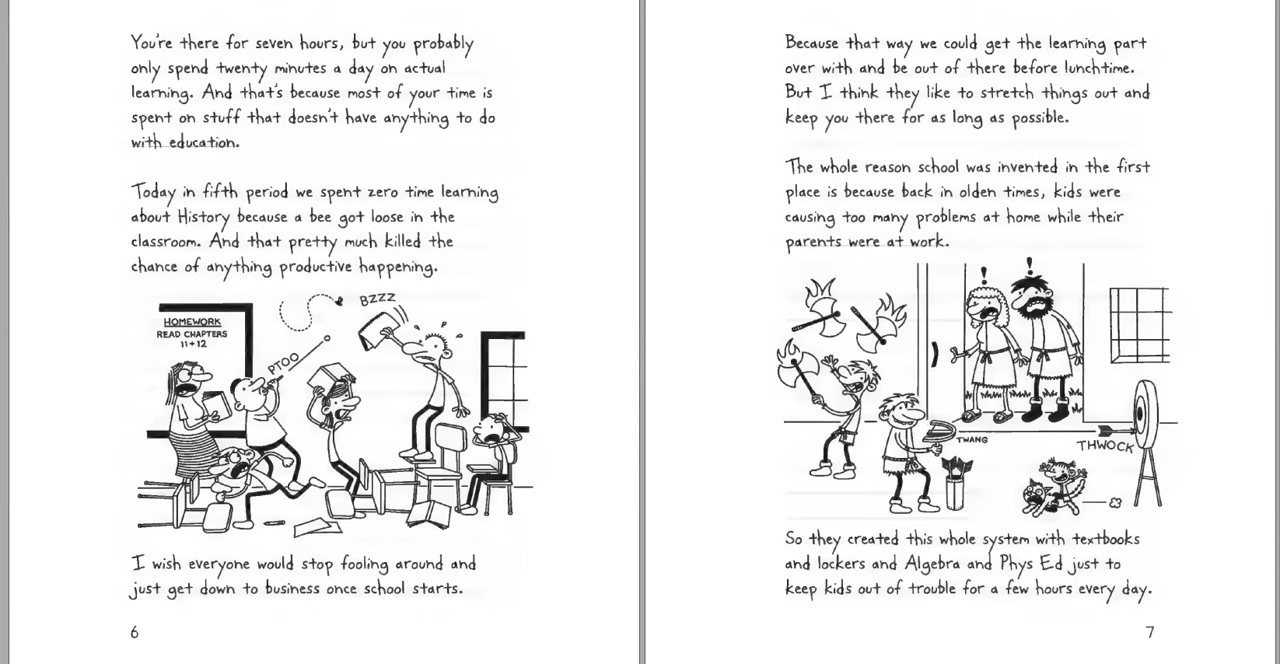 You're there for seven hours, but you probably
only spend twenty minutes a day on actual
learning. And that's because most of your time is
spent on stuff that doesn't have anything to do
with education.
Today in fifth period we spent zero time learning
about History because a bee got loose in the
classroom. And that pretty much killed the
chance of anything productive happening.
BZZZ
HOMEWORK
READ CHAPTERS
11+12
PTOO
I wish everyone would stop fooling around and
just get down to business once school starts.
6
Because that way we could get the learning part
over with and be out of there before lunchtime.
But I think they like to stretch things out and
keep you there for as long as possible.
The whole reason school was invented in the first
place is because back in olden times, kids were
causing too many problems at home while their
parents were at work.
! !
TWANG
THWOCK
So they created this whole system with textbooks
and lockers and Algebra and Phys Ed just to
keep kids out of trouble for a few hours every day.
7